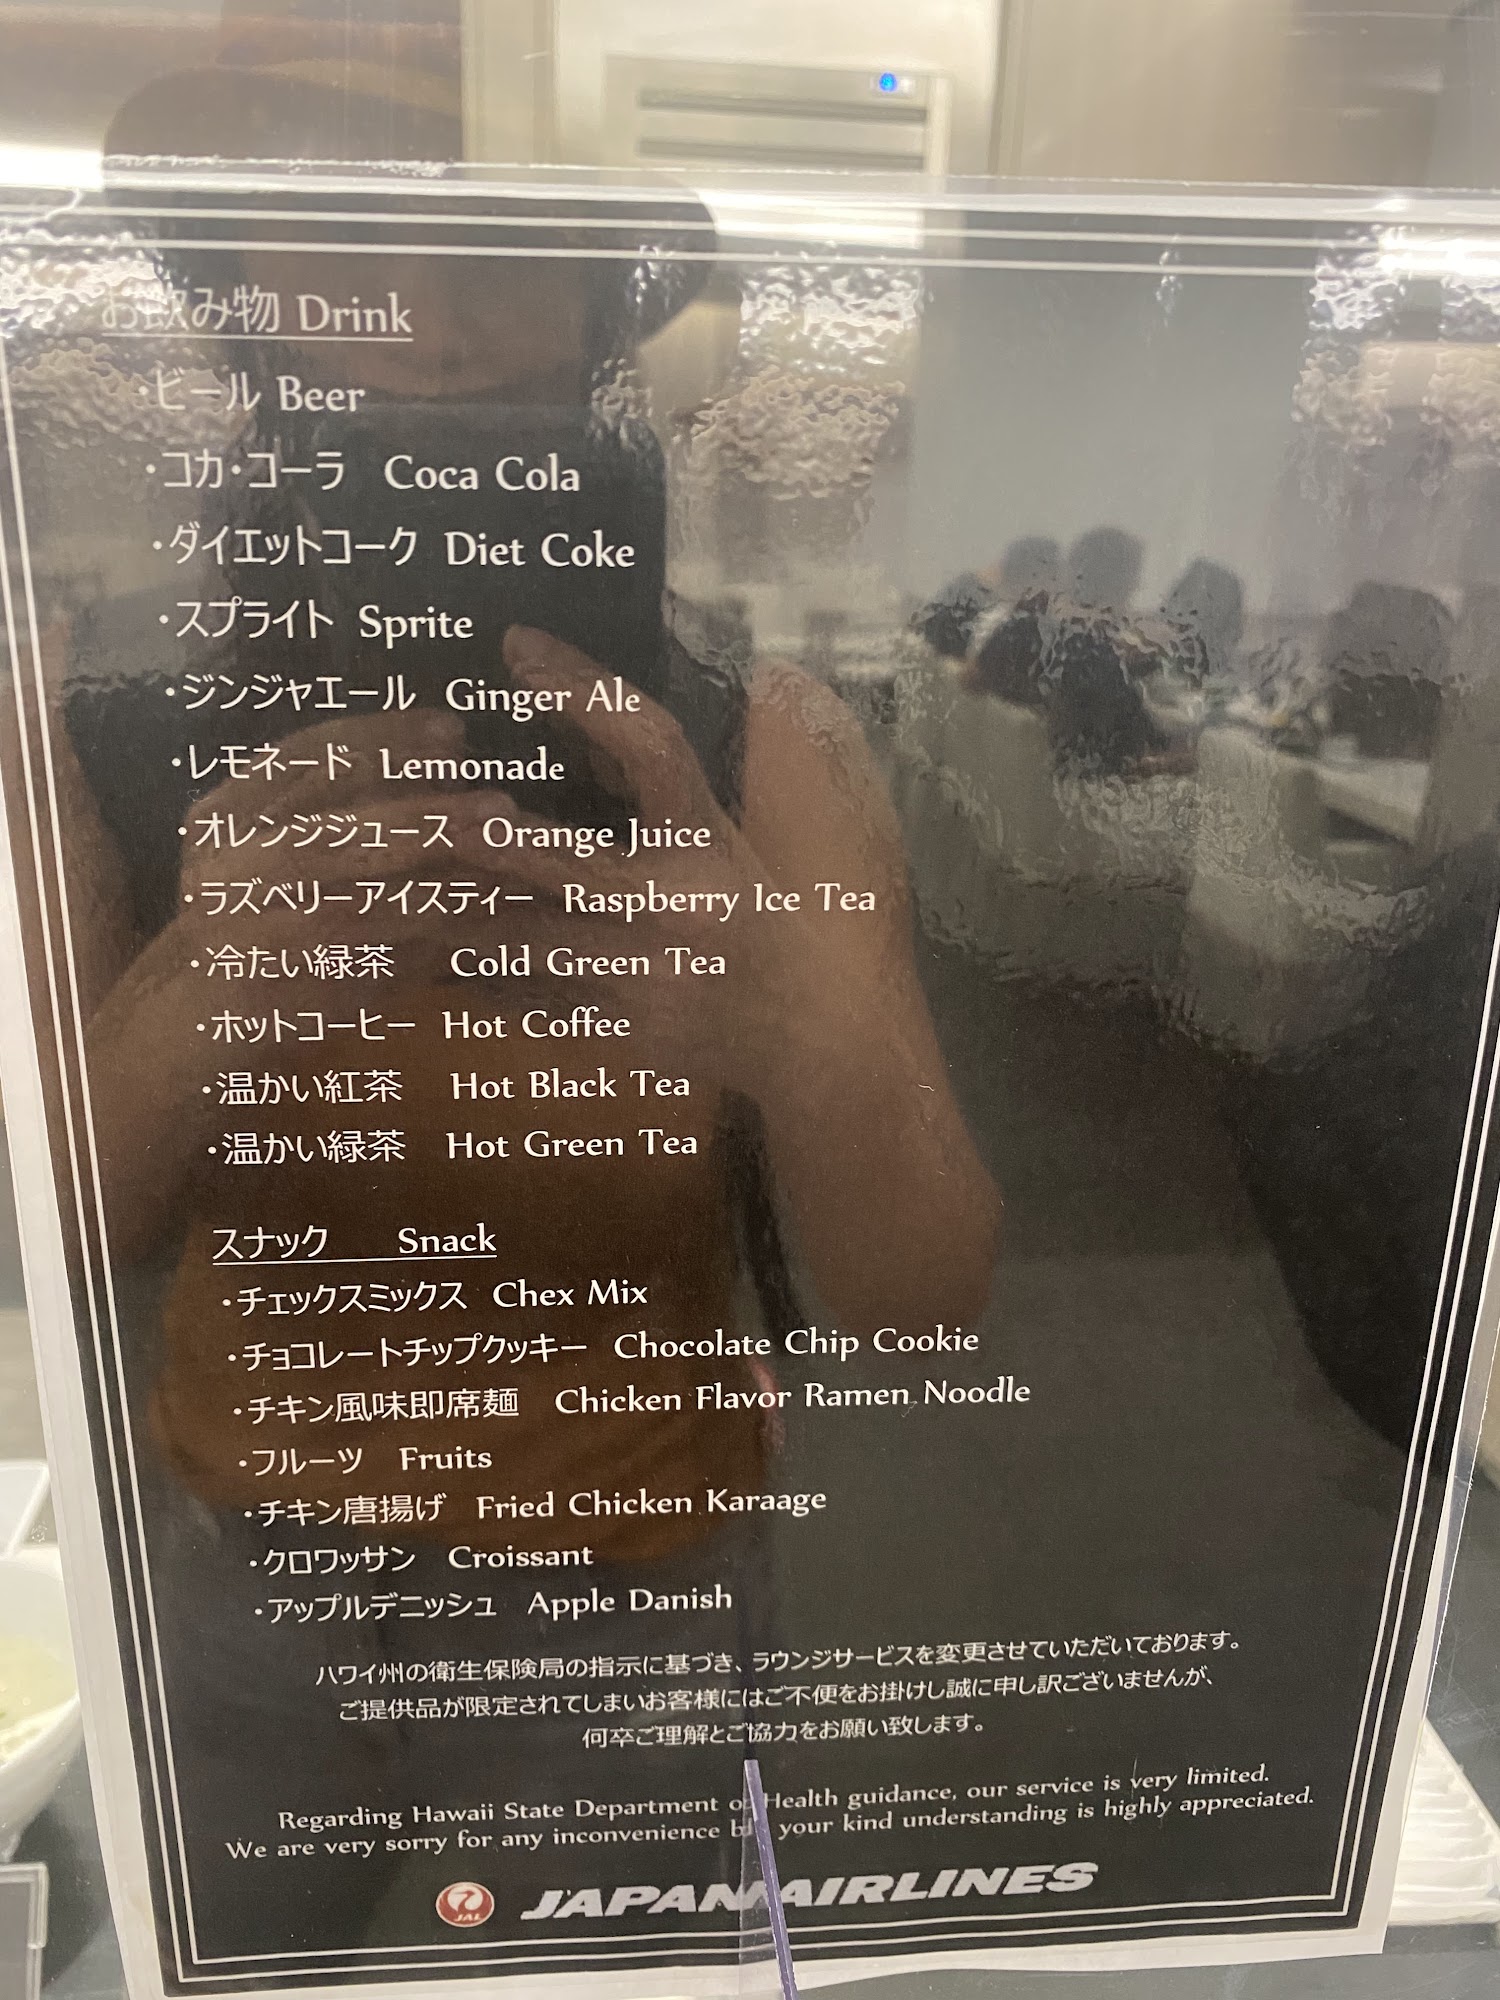 お飲み物 Drink
・ビール Beer
・コカ・コーラ Coca Cola
・ダイエットコーク Diet Coke
・スプライト Sprite
・ジンジャエール Ginger Ale
・レモネード Lemonade
・オレンジジュース Orange Juice
・ラズベリーアイスティー Raspberry Ice Tea
・冷たい緑茶 Cold Green Tea
・ホットコーヒー Hot Coffee
・温かい紅茶 Hot Black Tea
・温かい緑茶 Hot Green Tea
スナック Snack
・チェックスミックス Chex Mix
・チョコレートチップクッキー Chocolate Chip Cookie
・チキン風味即席麺 Chicken Flavor Ramen Noodle
・フルーツ Fruits
・チキン唐揚げ Fried Chicken Karaage
・クロワッサン Croissant
・アップルデニッシュ Apple Danish
ハワイ州の衛生保険局の指示に基づき、ラウンジサービスを変更させていただいております。
ご提供品が限定されてしまいお客様にはご不便をお掛けし誠に申し訳ございませんが、
何卒ご理解とご協力をお願い致します。
Regarding Hawaii State Department of Health guidance, our service is very limited.
We are very sorry for any inconvenience but your kind understanding is highly appreciated.
JAL JAPAN AIRLINES